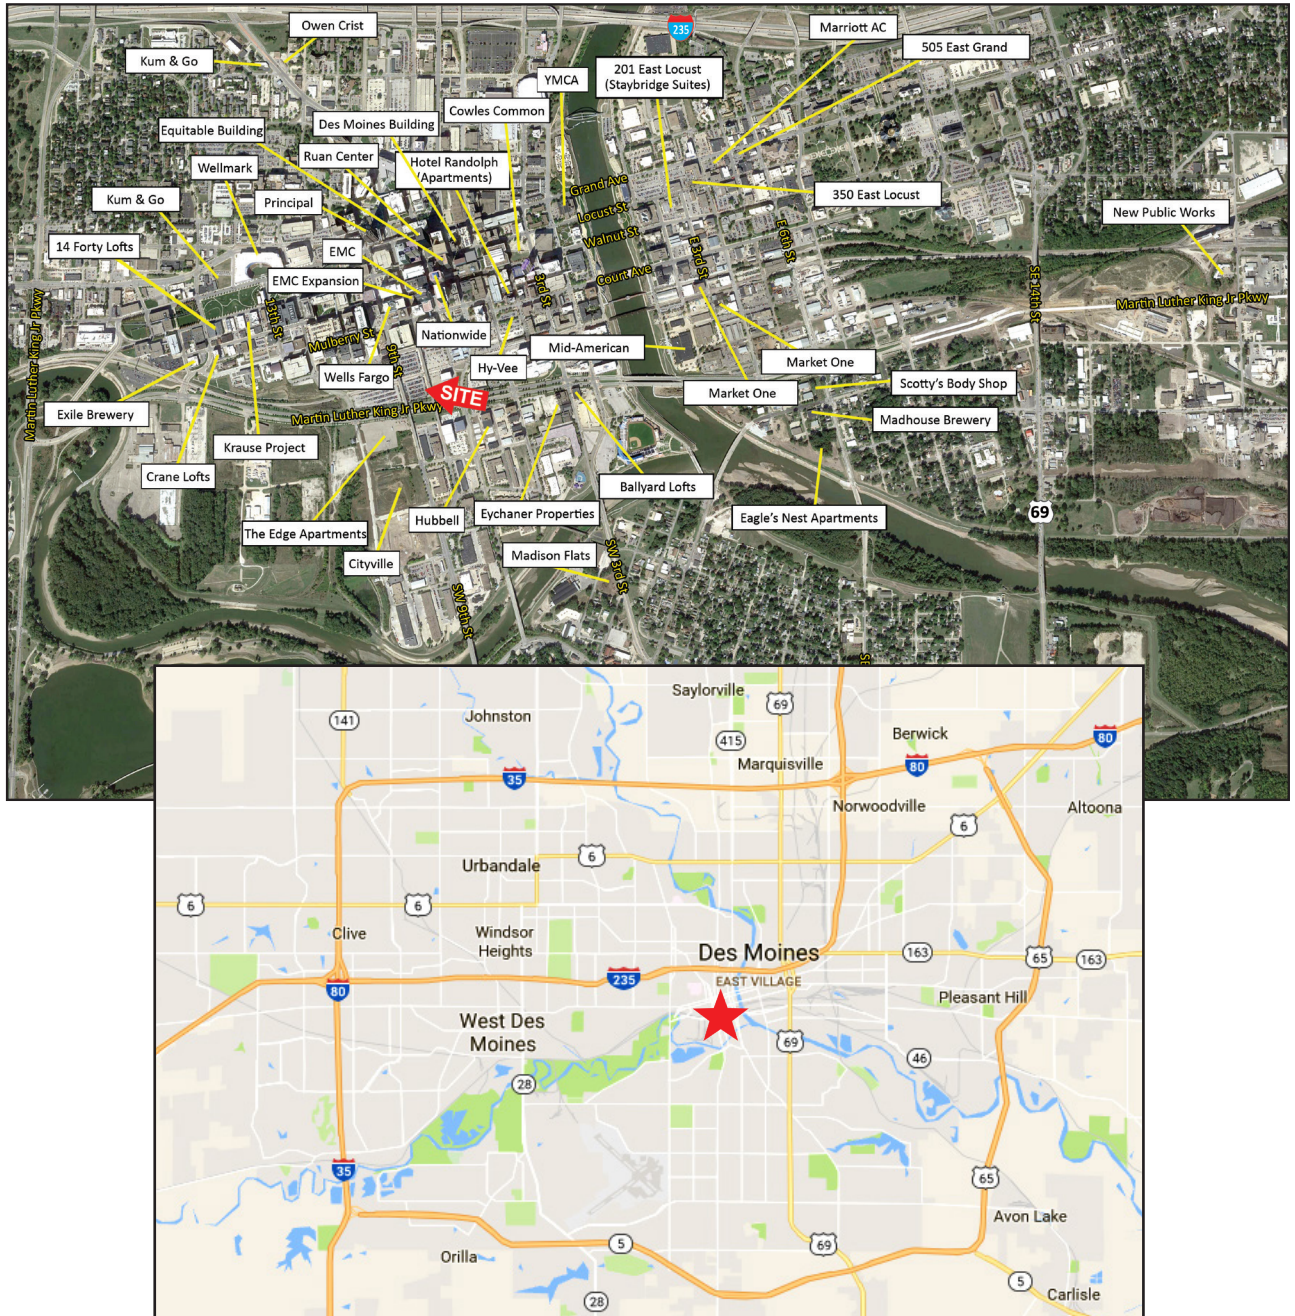 Owen Crist
235
Marriott AC
505 East Grand
Kum & Go
YMCA
201 East Locust
(Staybridge Suites)
Cowles Common
Equitable Building
Des Moines Building
Ruan Center
Hotel Randolph
(Apartments)
Wellmark
Grand Ave
350 East Locust
Kum & Go
Principal
Locust St
New Public Works
Walnut St
E 6th St
14 Forty Lofts
EMC
E 3rd St
EMC Expansion
Court Ave
3rd St
SE 14th St
Martin Luther King Jr Pkwy
13th St
Mulberry St
Nationwide
Mid-American
Market One
9th St
Hy-Vee
Wells Fargo
Martin Luther King Jr Pkwy
SITE
Market One
Scotty's Body Shop
Exile Brewery
Martin Luther King Jr Pkwy
Madhouse Brewery
Krause Project
Crane Lofts
Ballyard Lofts
The Edge Apartments
Hubbell
Eychaner Properties
Eagle's Nest Apartments
69
Cityville
Madison Flats
SW 3rd St
SW 9th St
SE
Saylorville
69
Johnston
141
415
Berwick
80
Marquisville
80
35
Norwoodville
Altoona
6
Urbandale
6
6
6
Clive
Windsor
Heights
Des Moines
163
65
163
235
EAST VILLAGE
80
Pleasant Hill
West Des
Moines
69
46
28
35
65
Avon Lake
Orilla
5
69
5
Carlisle
28